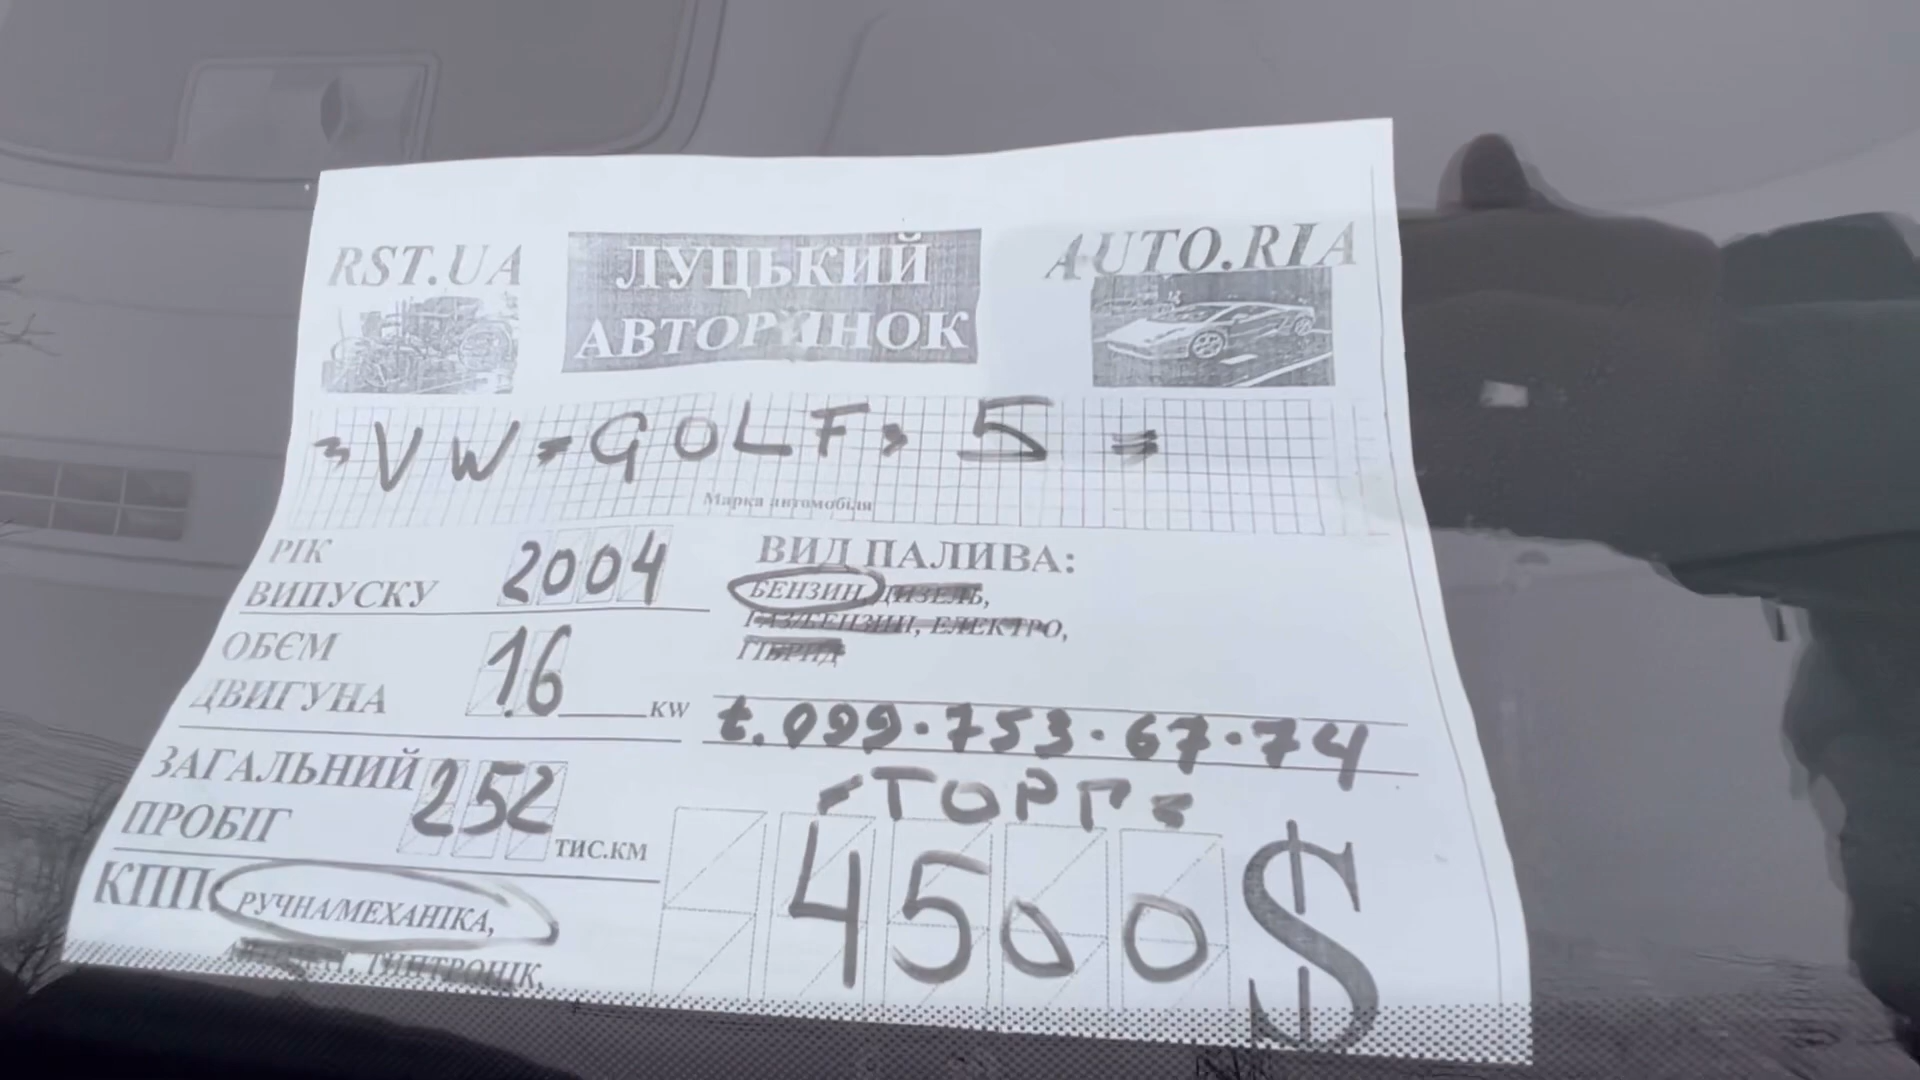 RST.UA
ЛУЦЬКИЙ
АВТОРИНОК
AUTO.RIA
VW = GOLF 5 =
Марка автомобіля
РІК
ВИПУСКУ 2004
ОБЄМ
ДВИГУНА 1.6 ____ KW
ЗАГАЛЬНИЙ
ПРОБІГ 252 ТИС.КМ
КПП РУЧНА/МЕХАНІКА,
ТИПТРОНІК.
ВИД ПАЛИВА:
БЕНЗИН, ДИЗЕЛЬ,
ГАЗ/БЕНЗИН, ЕЛЕКТРО,
ГІБРИД
t.099.753.67.74
-ТОРГ=
4500$